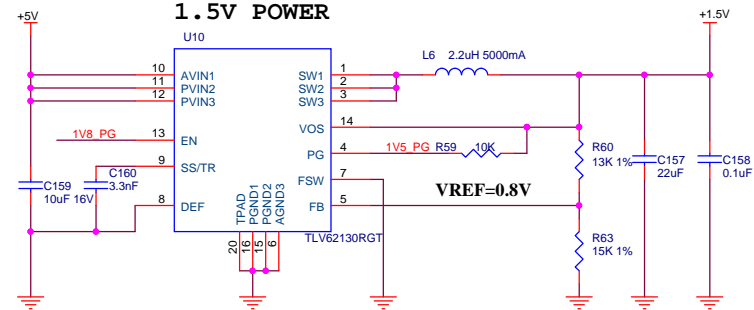 1.5V POWER
+5V
+1.5V
U10
L6 2.2uH 5000mA
10 AVIN1 SW1 1
11 PVIN2 SW2 2
12 PVIN3 SW3 3
VOS 14
1V8_PG 13 EN
PG 4 1V5_PG R59 10K
9 SS/TR
FSW 7
C159
10uF 16V
C160
3.3nF
8 DEF
FB 5
VREF=0.8V
R60
13K 1%
C157
22uF
C158
0.1uF
TPAD
PGND1
PGND2
AGND3
20
16
15
6
TLV62130RGT
R63
15K 1%